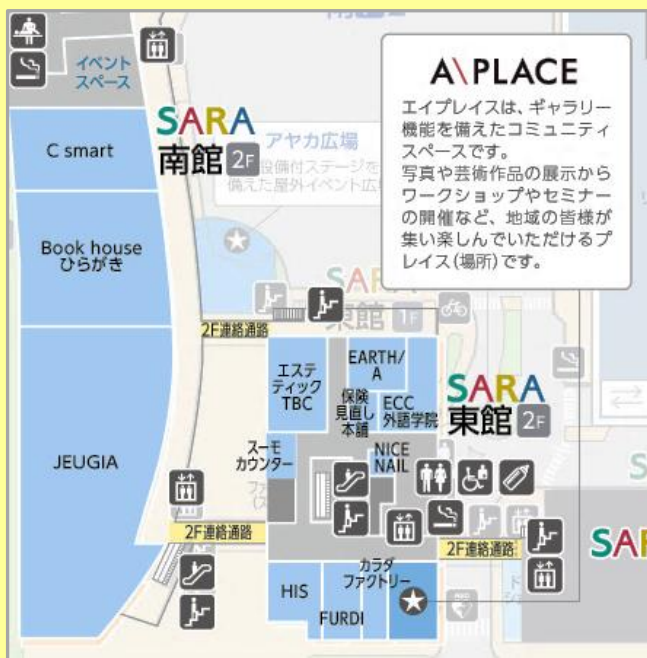 A\PLACE
エイプレイスは、ギャラリー
機能を備えたコミュニティ
スペースです。
写真や芸術作品の展示から
ワークショップやセミナー
の開催など、地域の皆様が
集い楽しんでいただけるプ
レイス(場所)です。
イベント
スペース
SARA
南館 2F
アヤカ広場
設備付ステージを
備えた屋外イベント広
C smart
Book house
ひらがき
JEUGIA
SARA
東館 1F
2F連絡通路
エステ
ティック
TBC
EARTH/
A
保険
見直し
本舗
ECC
外語学院
SARA
東館 2F
スーモ
カウンター
NICE
NAIL
2F連絡通路
2F連絡通路
HIS
FURDI
カラダ
ファクトリー